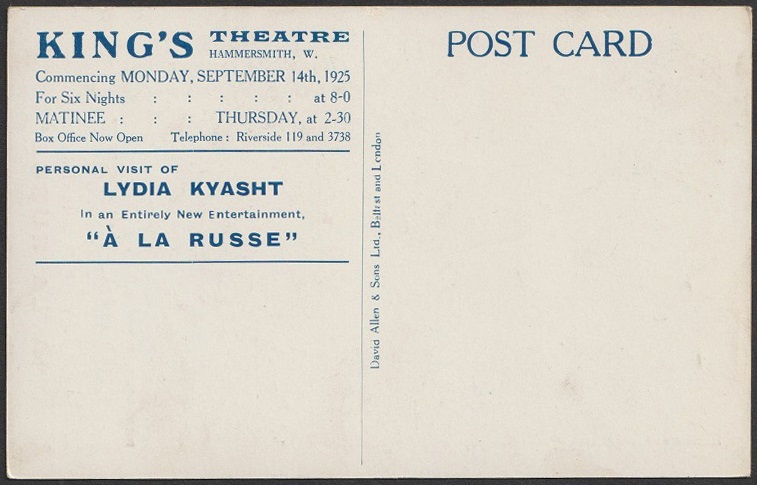 KING'S THEATRE
HAMMERSMITH, W.
Commencing MONDAY, SEPTEMBER 14th, 1925
For Six Nights : : : : : at 8-0
MATINEE : : : THURSDAY, at 2-30
Box Office Now Open Telephone : Riverside 119 and 3738
PERSONAL VISIT OF
LYDIA KYASHT
In an Entirely New Entertainment,
"À LA RUSSE"
David Allen & Sons Ltd., Belfast and London
POST CARD